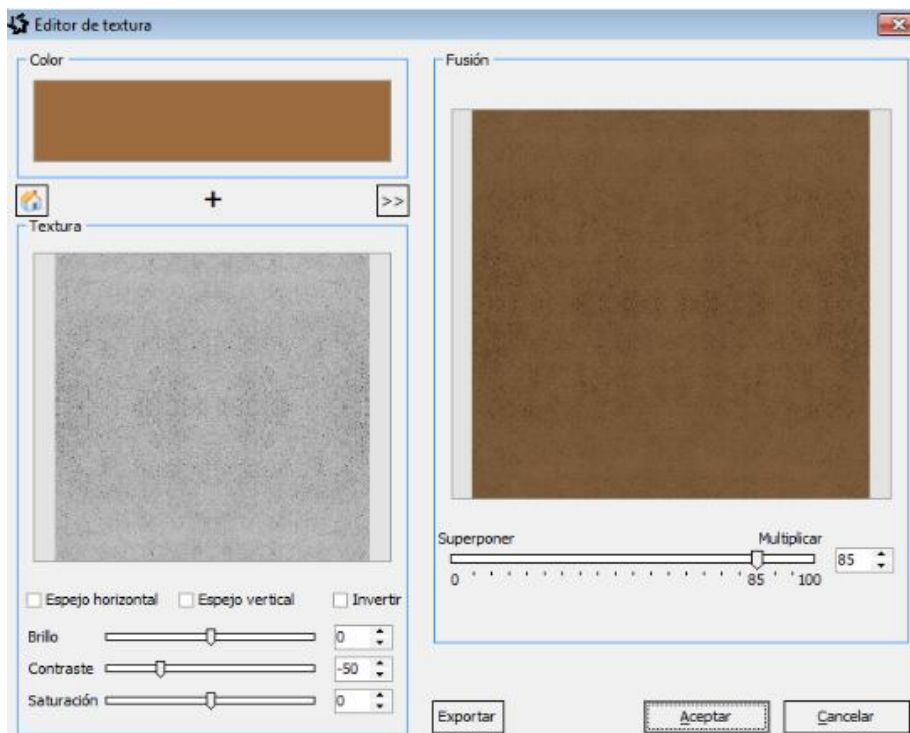 Editor de textura
Color
+
>>
Textura
Espejo horizontal
Espejo vertical
Invertir
Brillo
0
Contraste
-50
Saturación
0
Fusión
Superponer
Multiplicar
0
85
100
85
Exportar
Aceptar
Cancelar